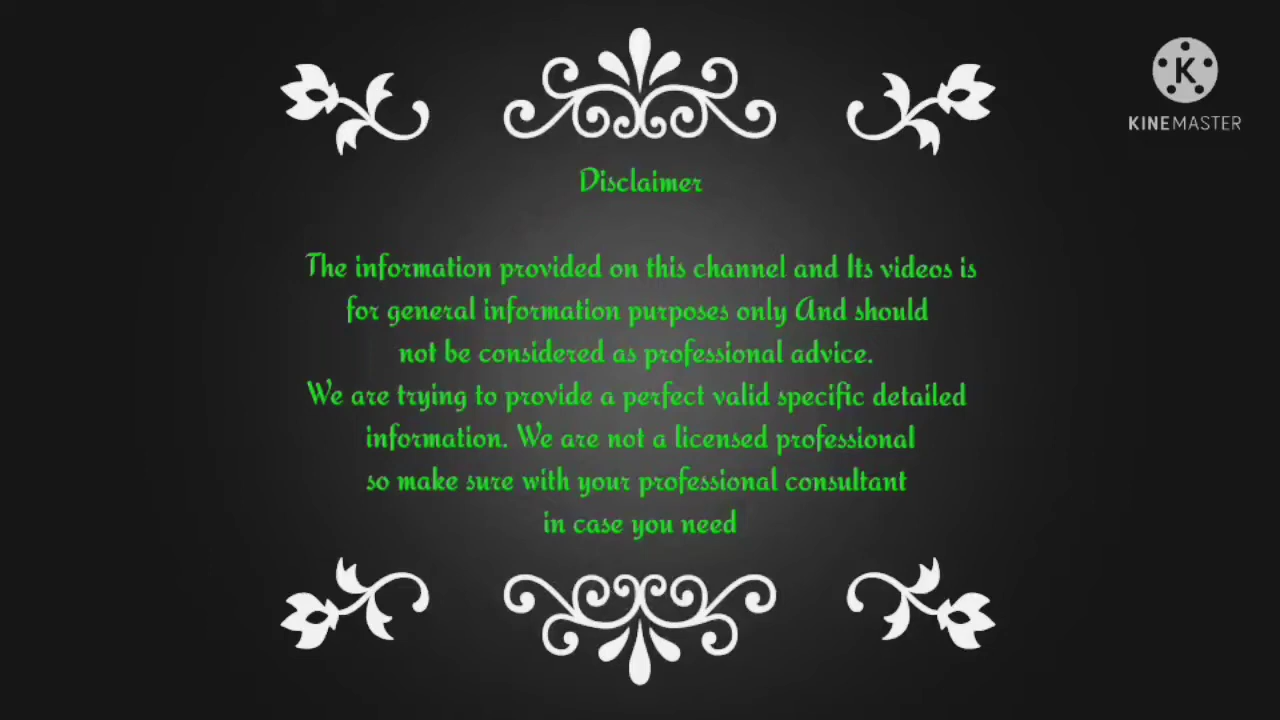 KINEMASTER
Disclaimer
The information provided on this channel and Its videos is
for general information purposes only And should
not be considered as professional advice.
We are trying to provide a perfect valid specific detailed
information. We are not a licensed professional
so make sure with your professional consultant
in case you need